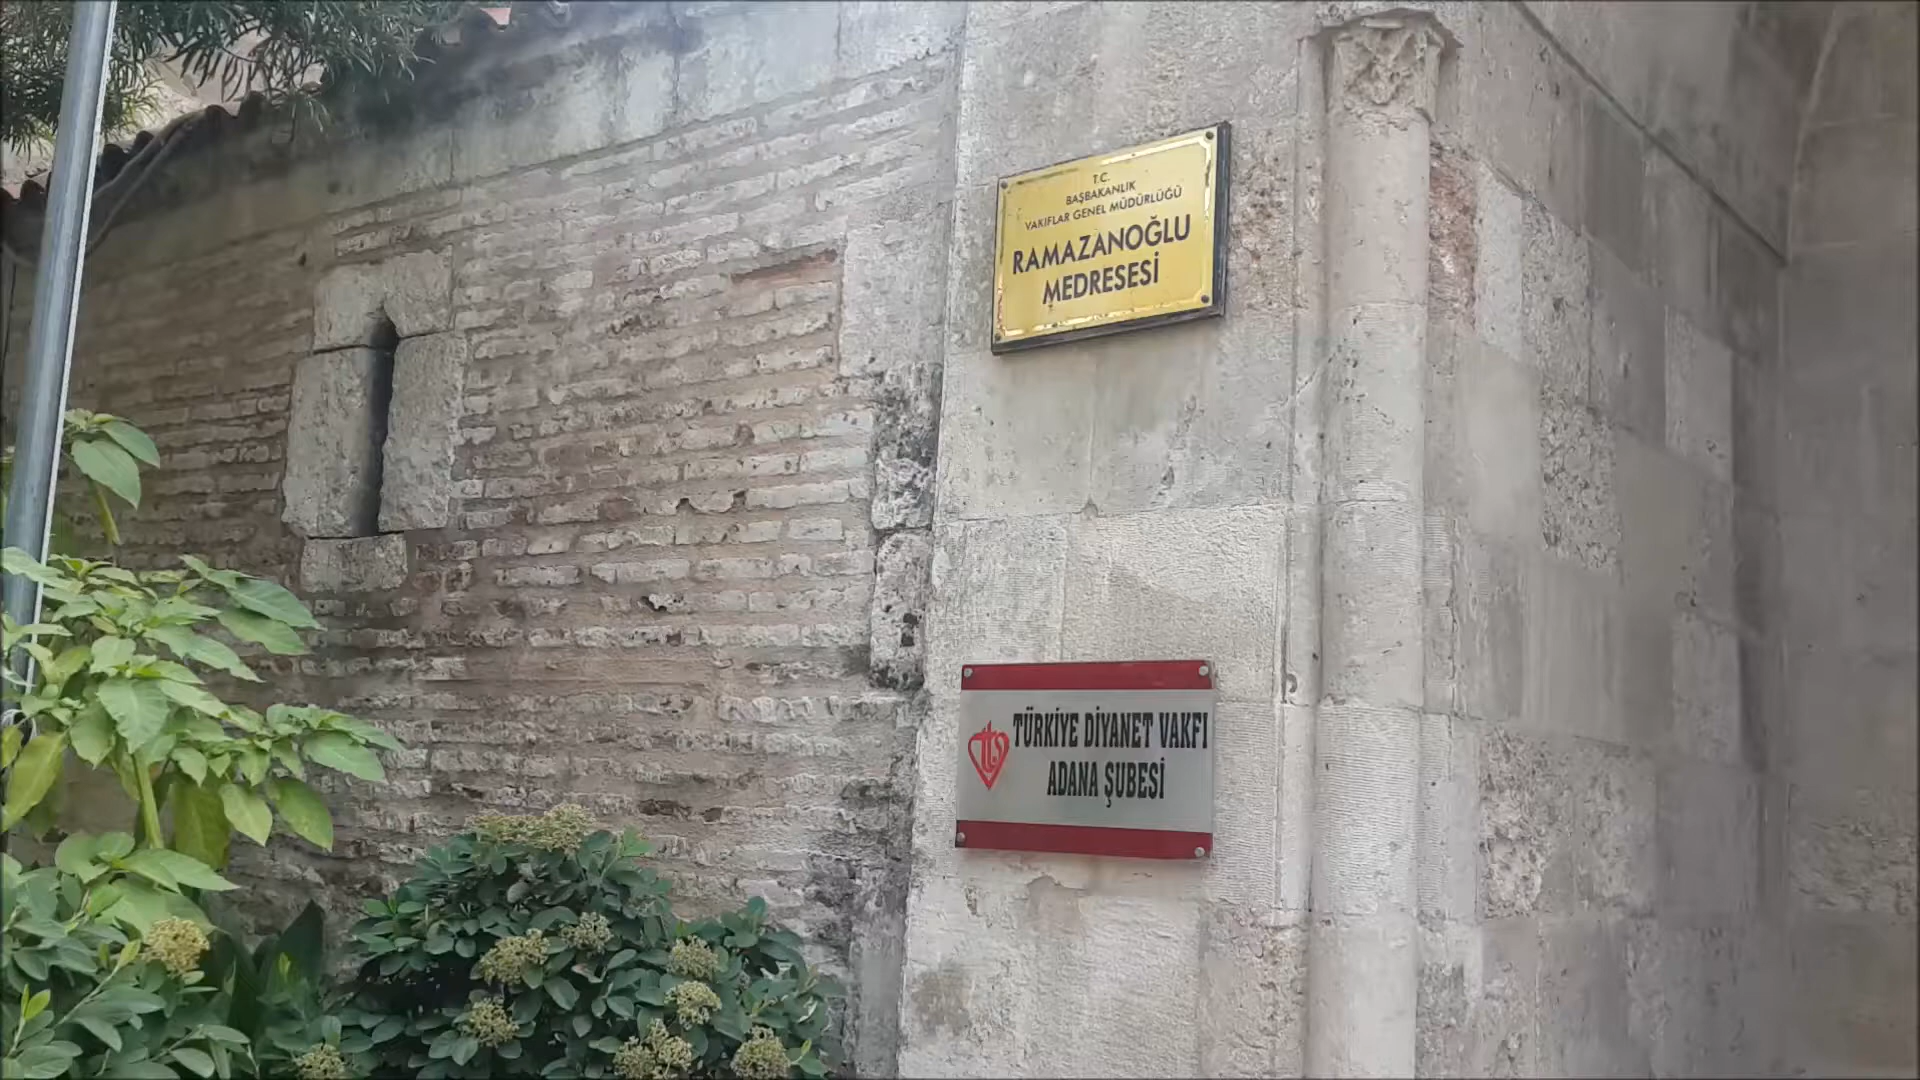 T.C.
BAŞBAKANLIK
VAKIFLAR GENEL MÜDÜRLÜĞÜ
RAMAZANOĞLU
MEDRESESİ
TÜRKİYE DİYANET VAKFI
ADANA ŞUBESİ